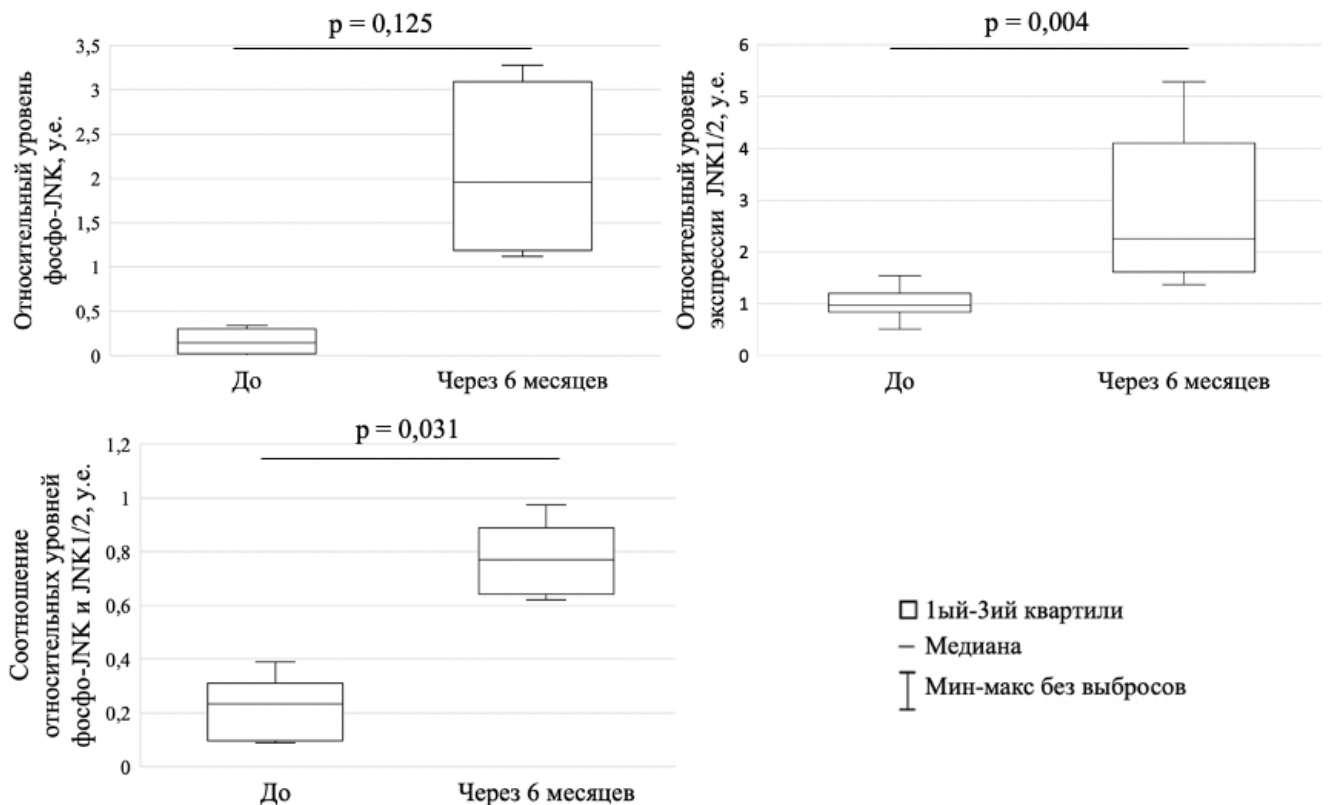 p = 0,125
Относительный уровень
фосфо-JNK, у.е.
3,5
3
2,5
2
1,5
1
0,5
0
До
Через 6 месяцев
p = 0,004
Относительный уровень
экспрессии JNK1/2, у.е.
6
5
4
3
2
1
0
До
Через 6 месяцев
p = 0,031
Соотношение
относительных уровней
фосфо-JNK и JNK1/2, у.е.
1,2
1
0,8
0,6
0,4
0,2
0
До
Через 6 месяцев
1ый-3ий квартили
Медиана
Мин-макс без выбросов